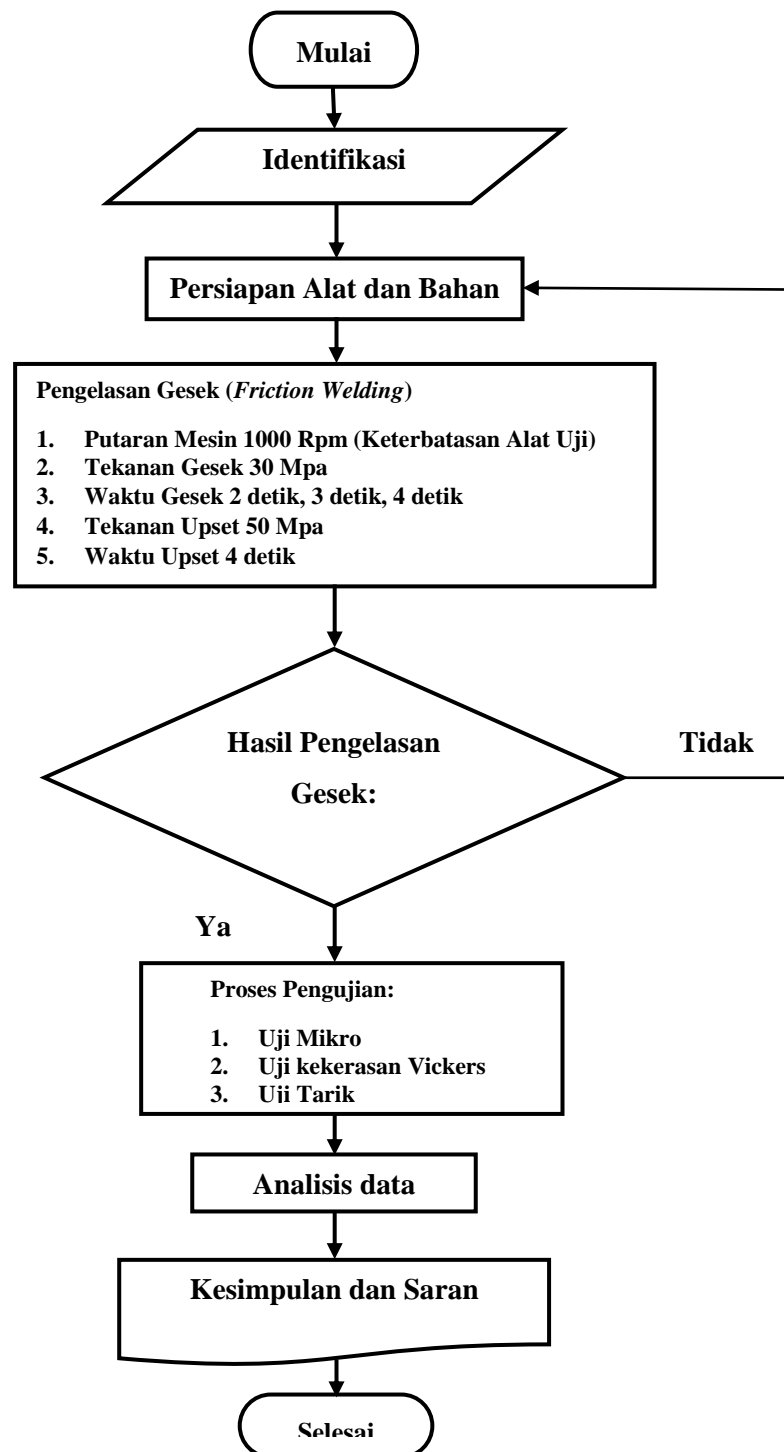 Mulai
Identifikasi
Persiapan Alat dan Bahan
Pengelasan Gesek (Friction Welding)
1. Putaran Mesin 1000 Rpm (Keterbatasan Alat Uji)
2. Tekanan Gesek 30 Mpa
3. Waktu Gesek 2 detik, 3 detik, 4 detik
4. Tekanan Upset 50 Mpa
5. Waktu Upset 4 detik
Hasil Pengelasan
Gesek:
Tidak
Ya
Proses Pengujian:
1. Uji Mikro
2. Uji kekerasan Vickers
3. Uji Tarik
Analisis data
Kesimpulan dan Saran
Selesai